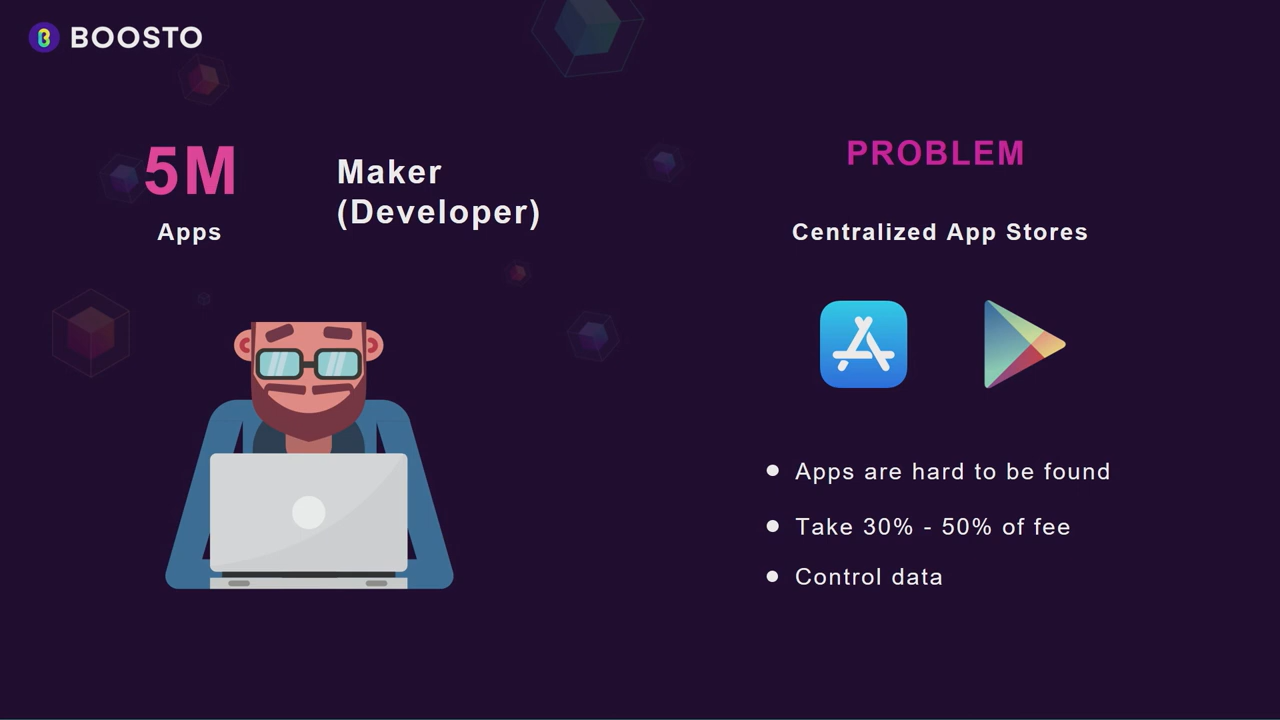 BOOSTO
5M
Apps
Maker
(Developer)
PROBLEM
Centralized App Stores
Apps are hard to be found
Take 30% - 50% of fee
Control data